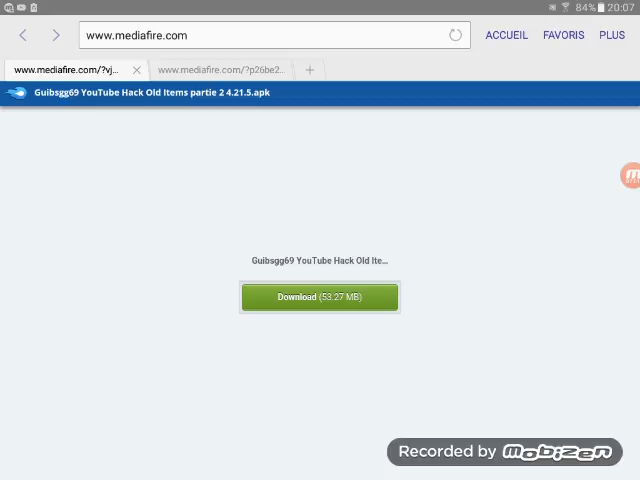 84% 20:07
www.mediafire.com
ACCUEIL FAVORIS PLUS
www.mediafire.com/?vj... www.mediafire.com/?p26be2...
Guibsgg69 YouTube Hack Old Items partie 2 4.21.5.apk
Guibsgg69 YouTube Hack Old Ite...
Download (53.27 MB)
Recorded by mobizen